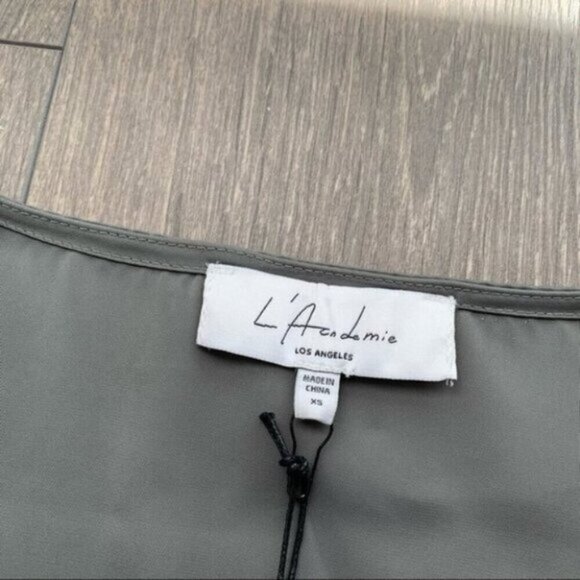 L'Academie
LOS ANGELES
MADE IN
CHINA
XS